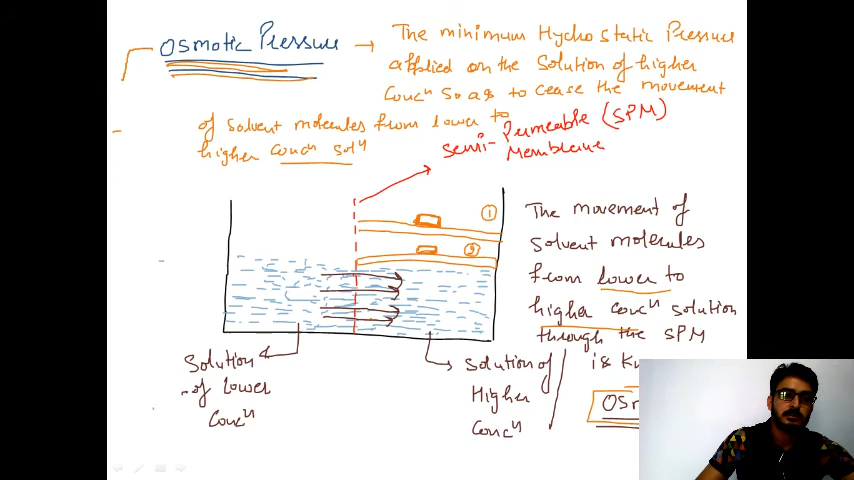 Osmotic Pressure → The minimum Hydrostatic Pressure
applied on the Solution of higher
Concⁿ So as to cease the movement
of solvent molecules from lower to
higher concⁿ solⁿ
Semi-Permeable (SPM)
Membrane
①
②
The movement of
solvent molecules
from lower to
higher concⁿ solution
through the SPM
is
Solution
of lower
Concⁿ
Solution of
Higher
Concⁿ